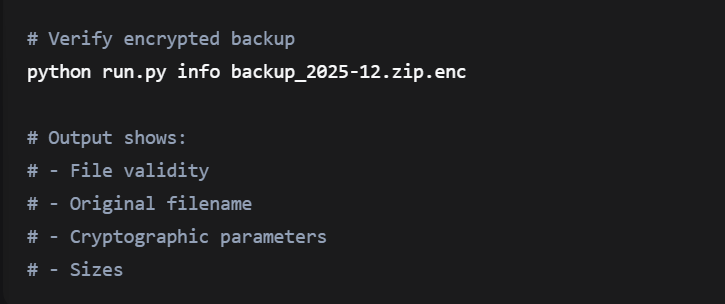 # Verify encrypted backup
python run.py info backup_2025-12.zip.enc
# Output shows:
# - File validity
# - Original filename
# - Cryptographic parameters
# - Sizes